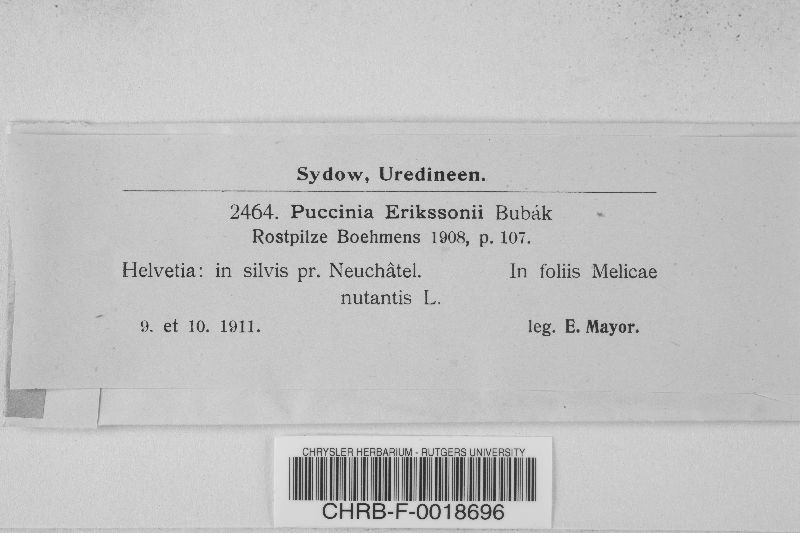 Sydow, Uredineen.
2464. Puccinia Erikssonii Bubák
Rostpilze Boehmens 1908, p. 107.
Helvetia: in silvis pr. Neuchâtel. In foliis Melicae
nutantis L.
9. et 10. 1911. leg. E. Mayor.
CHRYSLER HERBARIUM - RUTGERS UNIVERSITY
CHRB-F-0018696